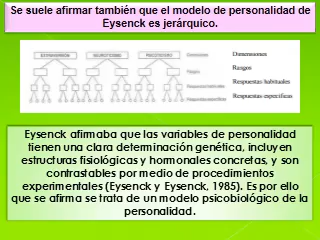 Se suele afirmar también que el modelo de personalidad de
Eysenck es jerárquico.
EXTRAVERSION NEUROTICISMO PSICOTICISMO
Dimensiones
Rasgos
Respuestas habituales
Respuestas específicas
Eysenck afirmaba que las variables de personalidad
tienen una clara determinación genética, incluyen
estructuras fisiológicas y hormonales concretas, y son
contrastables por medio de procedimientos
experimentales (Eysenck y Eysenck, 1985). Es por ello
que se afirma se trata de un modelo psicobiológico de la
personalidad.